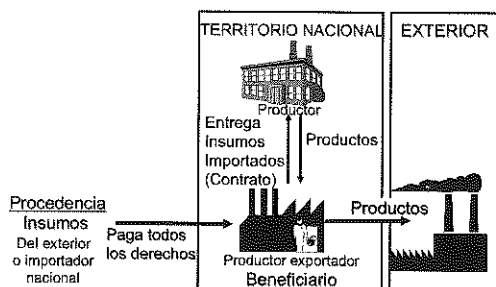 TERRITORIO NACIONAL
EXTERIOR
Productor
Entrega
Insumos
Importados
(Contrato)
Productos
Procedencia
Insumos
Del exterior
o importador
nacional
Paga todos
los derechos
Productos
Productor exportador
Beneficiario